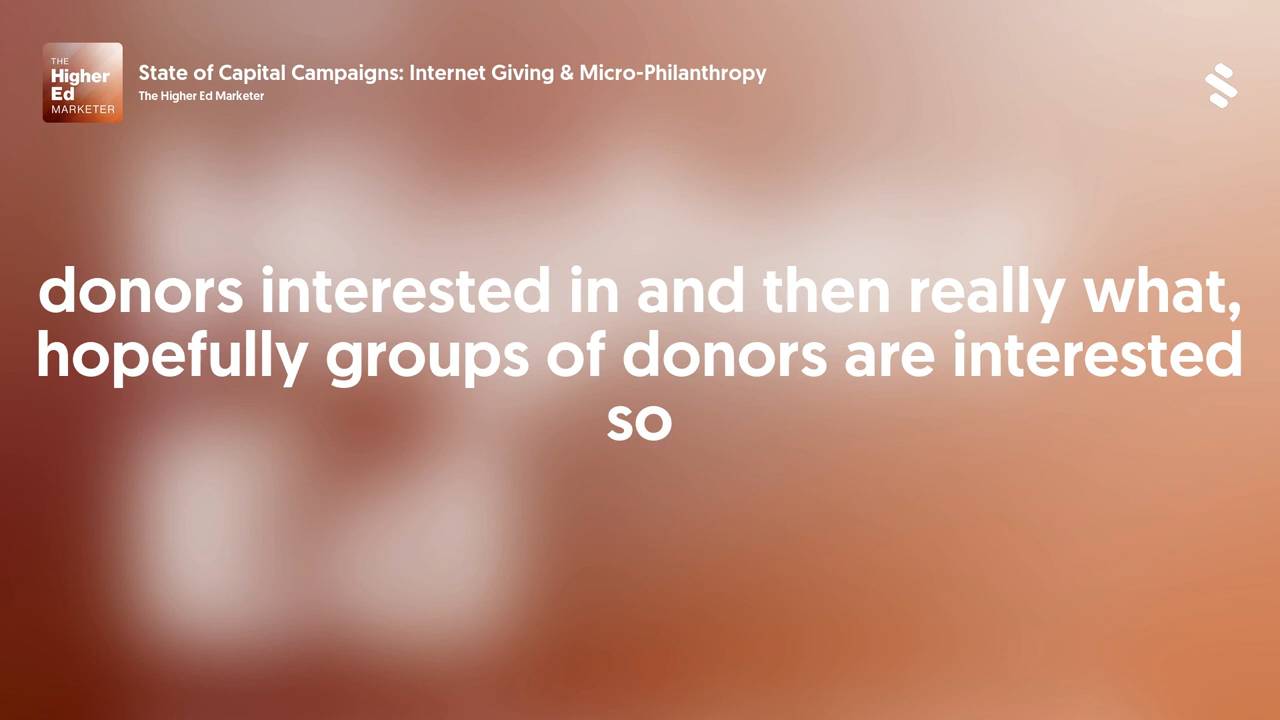 THE
Higher
Ed
MARKETER
State of Capital Campaigns: Internet Giving & Micro-Philanthropy
The Higher Ed Marketer
donors interested in and then really what,
hopefully groups of donors are interested
so